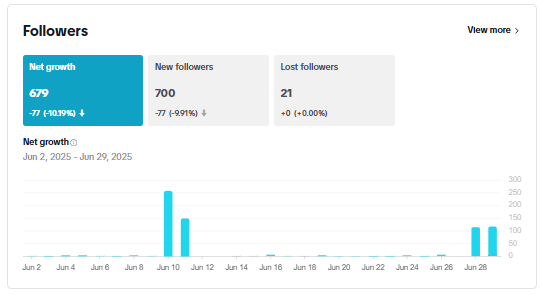 Followers
View more >
Net growth
679
-77 (-10.19%) ↓
New followers
700
-77 (-9.91%) ↓
Lost followers
21
+0 (+0.00%)
Net growth
Jun 2, 2025 - Jun 29, 2025
300
250
200
150
100
50
0
Jun 2 Jun 4 Jun 6 Jun 8 Jun 10 Jun 12 Jun 14 Jun 16 Jun 18 Jun 20 Jun 22 Jun 24 Jun 26 Jun 28